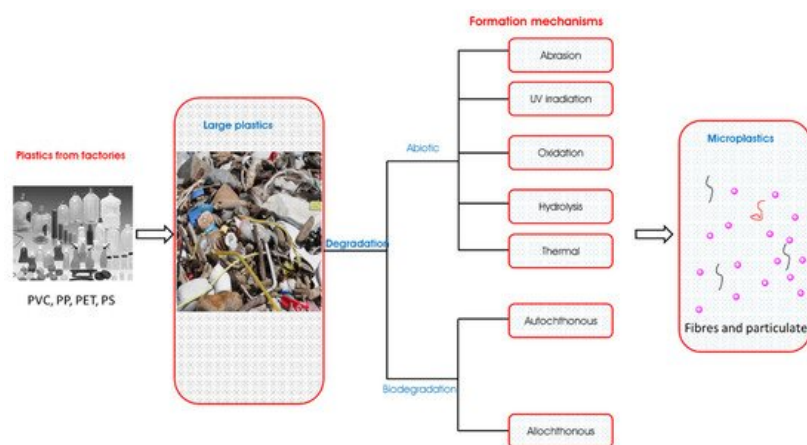 Formation mechanisms
Plastics from factories
PVC, PP, PET, PS
Large plastics
Degradation
Abiotic
Abrasion
UV irradiation
Oxidation
Hydrolysis
Thermal
Biodegradation
Autochthonous
Allochthonous
Microplastics
Fibres and particulate